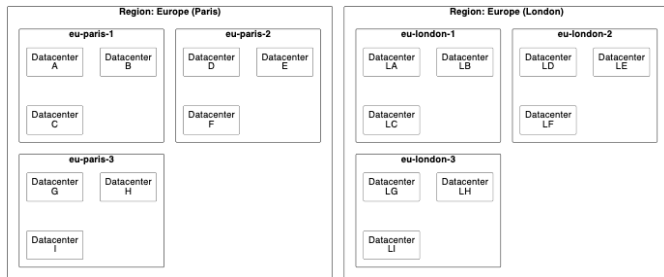 Region: Europe (Paris)
eu-paris-1
Datacenter
A
Datacenter
B
Datacenter
C
eu-paris-2
Datacenter
D
Datacenter
E
Datacenter
F
eu-paris-3
Datacenter
G
Datacenter
H
Datacenter
I
Region: Europe (London)
eu-london-1
Datacenter
LA
Datacenter
LB
Datacenter
LC
eu-london-2
Datacenter
LD
Datacenter
LE
Datacenter
LF
eu-london-3
Datacenter
LG
Datacenter
LH
Datacenter
LI